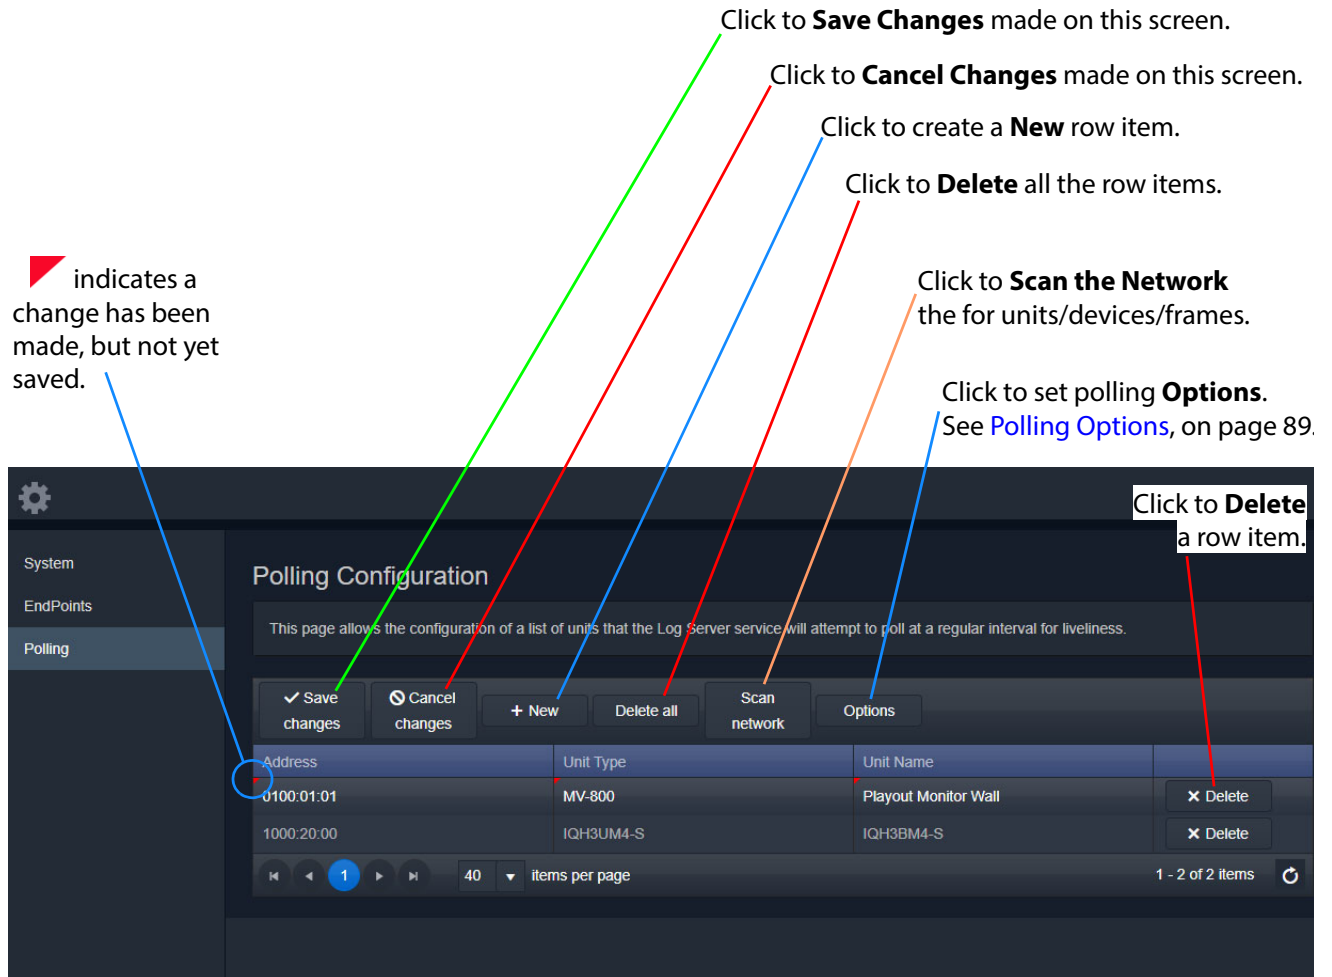 Click to Save Changes made on this screen.
Click to Cancel Changes made on this screen.
Click to create a New row item.
Click to Delete all the row items.
indicates a
change has been
made, but not yet
saved.
Click to Scan the Network
the for units/devices/frames.
Click to set polling Options.
See Polling Options, on page 89.
Click to Delete
a row item.
System
EndPoints
Polling
Polling Configuration
This page allows the configuration of a list of units that the Log Server service will attempt to poll at a regular interval for liveliness.
Save
changes
Cancel
changes
+ New
Delete all
Scan
network
Options
Address Unit Type Unit Name
0100:01:01 MV-800 Playout Monitor Wall × Delete
1000:20:00 IQH3UM4-S IQH3BM4-S × Delete
1 40 items per page 1 - 2 of 2 items